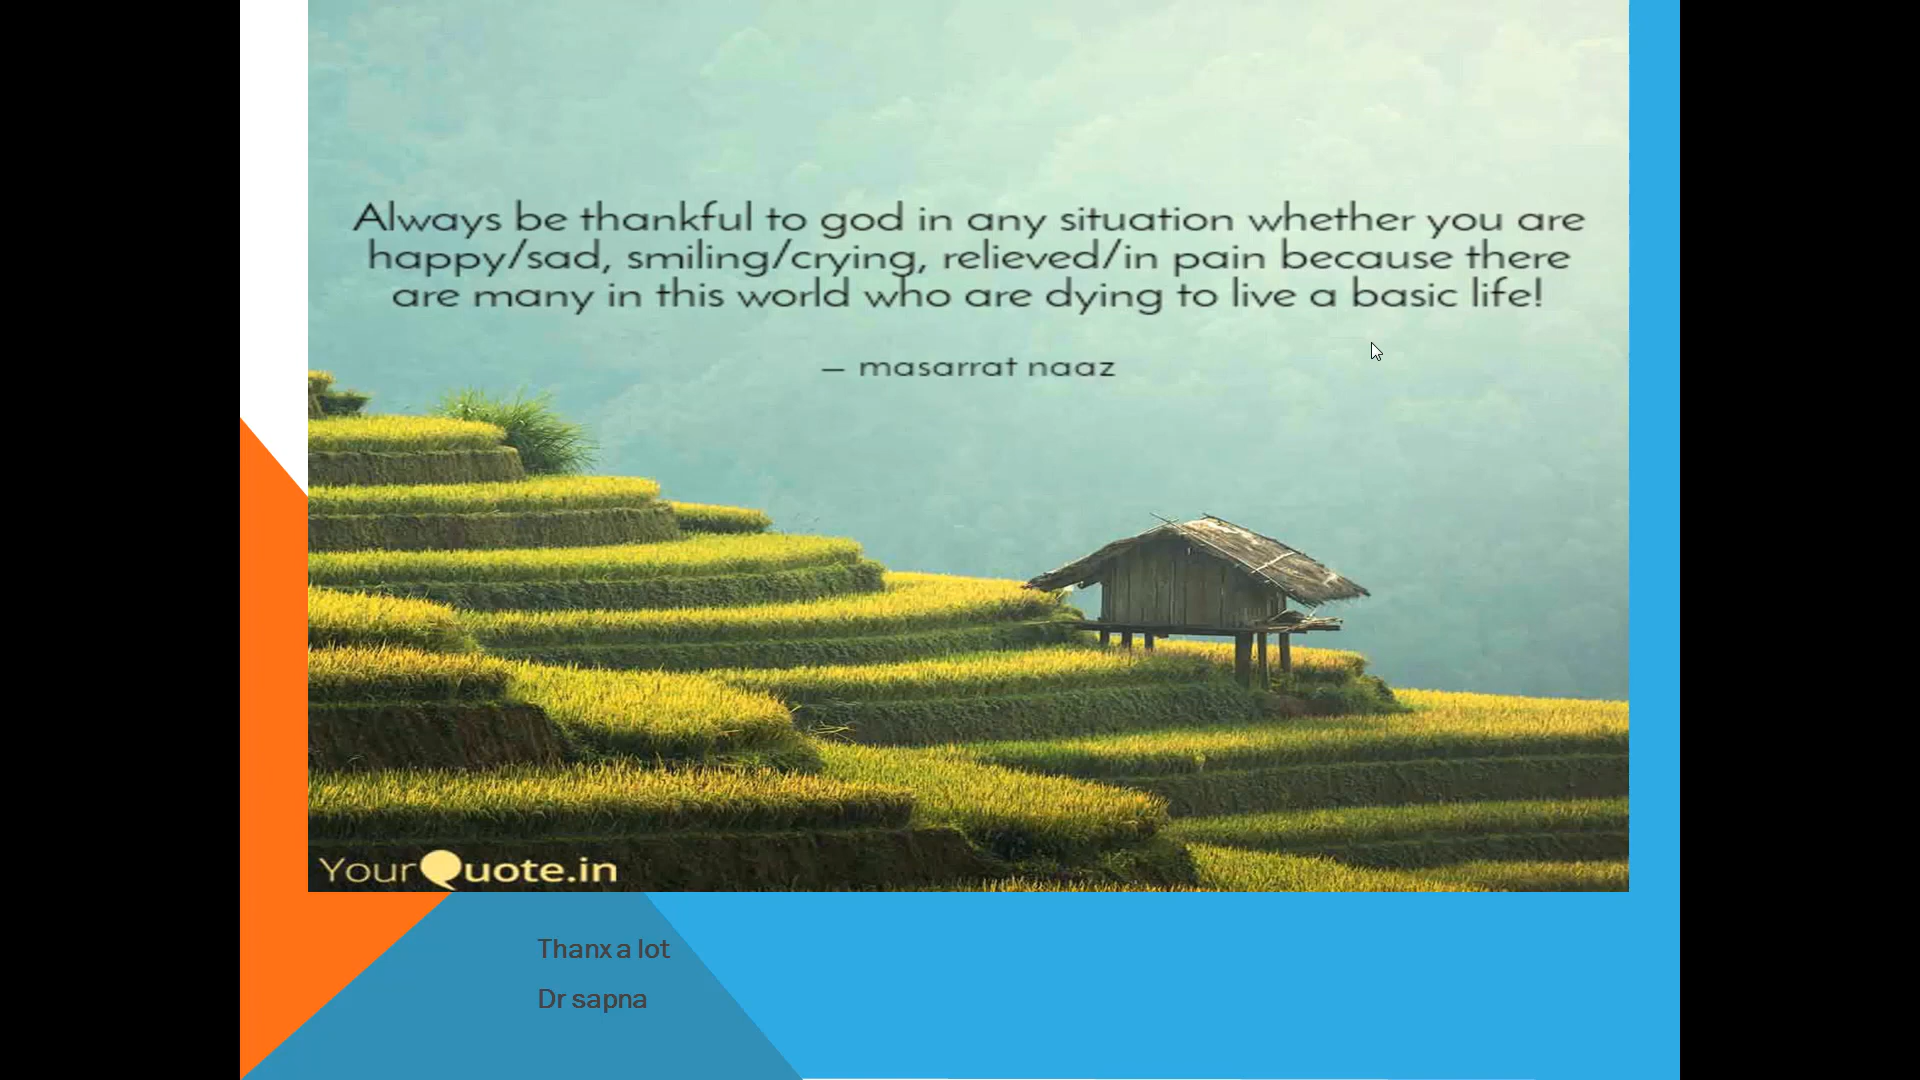 Always be thankful to god in any situation whether you are
happy/sad, smiling/crying, relieved/in pain because there
are many in this world who are dying to live a basic life!
– masarrat naaz
YourQuote.in
Thanx a lot
Dr sapna